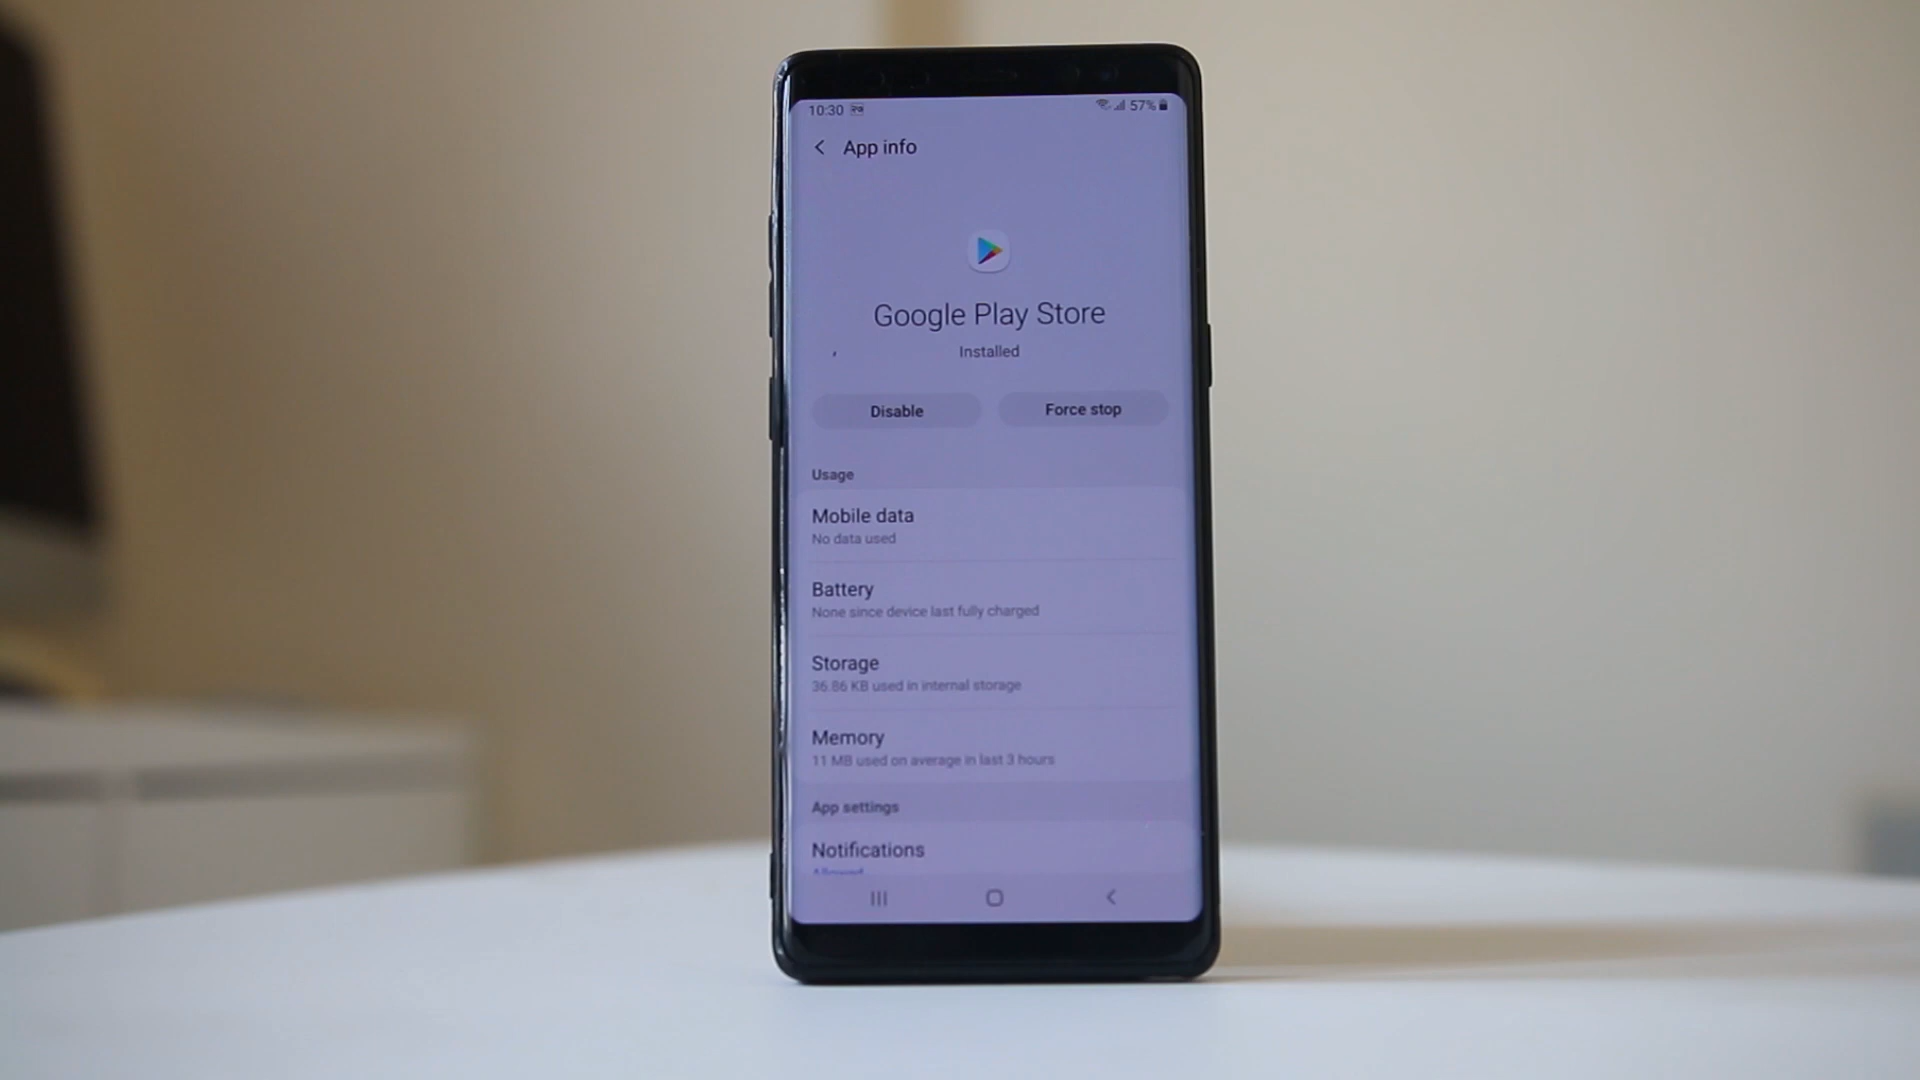 10:30
57%
App info
Google Play Store
Installed
Disable
Force stop
Usage
Mobile data
No data used
Battery
None since device last fully charged
Storage
36.86 KB used in internal storage
Memory
11 MB used on average in last 3 hours
App settings
Notifications
Allowed